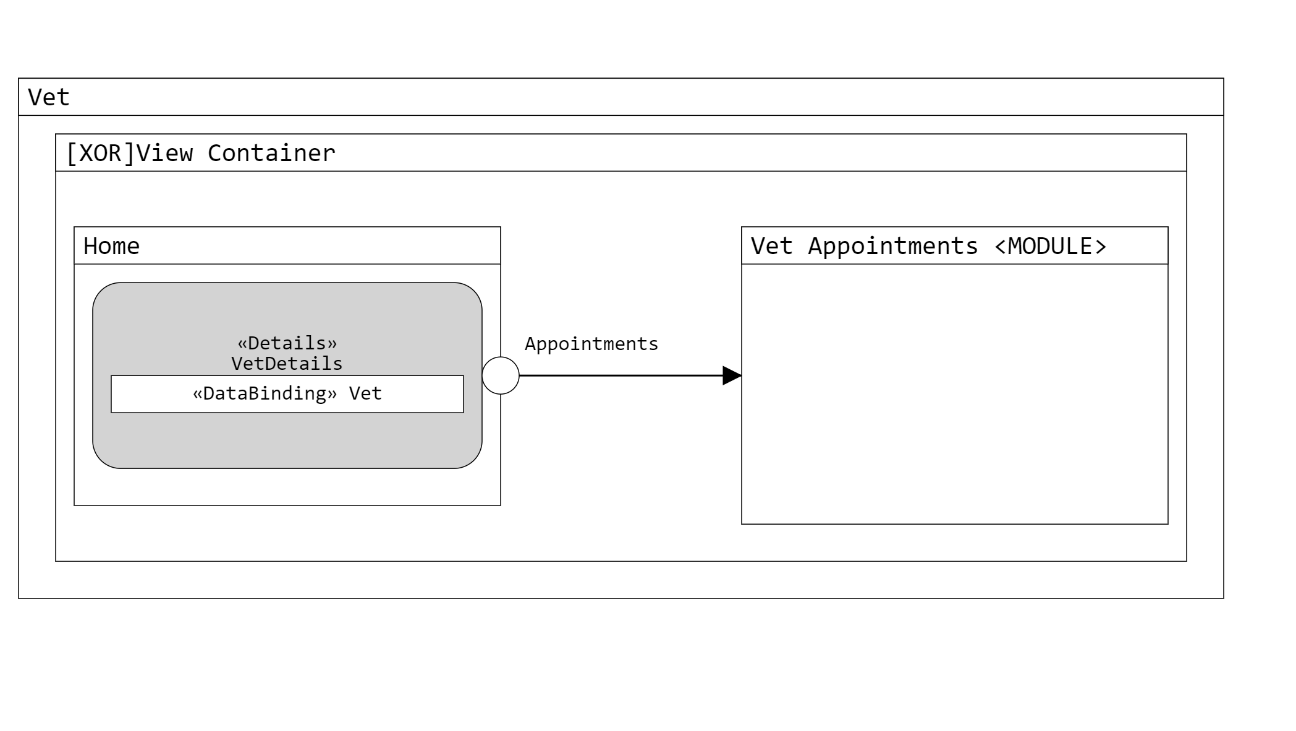 Vet
[XOR]View Container
Home
Vet Appointments <MODULE>
«Details»
VetDetails
«DataBinding» Vet
Appointments